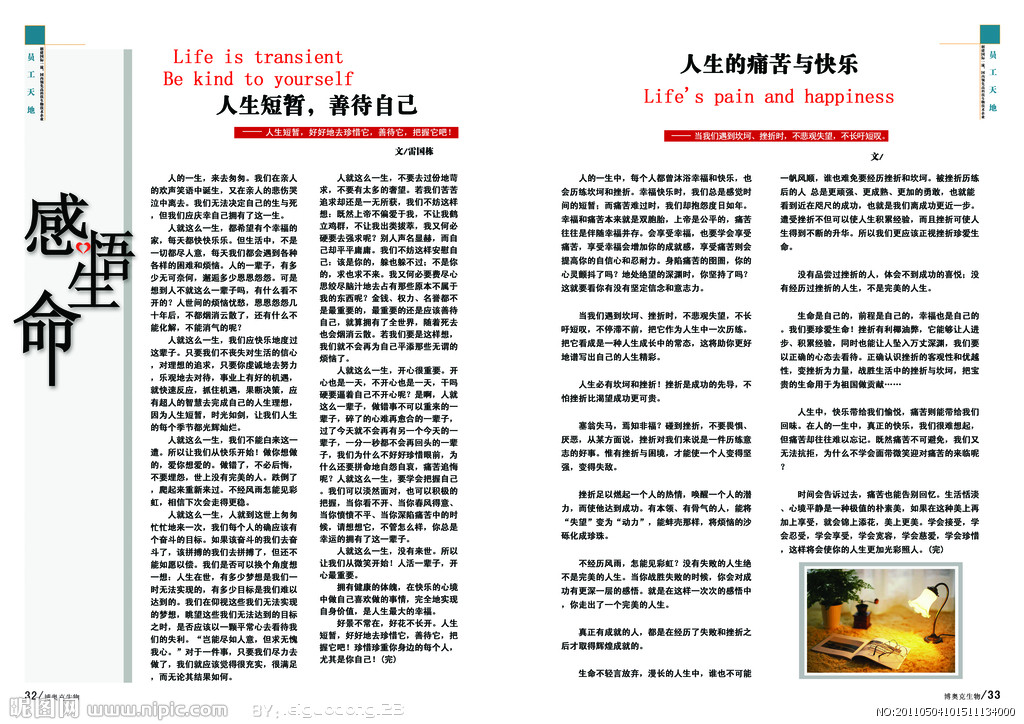 员工天地
感悟生命
Life is transient
Be kind to yourself
人生短暂，善待自己
—— 人生短暂，好好地去珍惜它，善待它，把握它吧！
文/雷国栋
人的一生，来去匆匆。我们在亲人
的欢声笑语中诞生，又在亲人的悲伤哭
泣中离去。我们无法决定自己的生与死
，但我们应庆幸自己拥有了这一生。
人就这么一生，都希望有个幸福的
家，每天都快快乐乐。但生活中，不是
一切都尽人意，每天我们都会遇到各种
各样的困难和烦恼。人的一辈子，有多
少无可奈何，邂逅多少恩恩怨怨。可是
想到人不就这么一辈子吗，有什么看不
开的？人世间的烦恼忧愁，恩恩怨怨几
十年后，不都烟消云散了，还有什么不
能化解，不能消气的呢？
人就这么一生，我们应快乐地度过
这辈子。只要我们不丧失对生活的信心
，对理想的追求，只要你虔诚地去努力
，乐观地去对待，事业上有好的机遇，
就快速反应，抓住机遇，果断决策，应
有超人的智慧去完成自己的人生理想，
因为人生短暂，时光如剑，让我们人生
的每个季节都光辉灿烂。
人就这么一生，我们不能白来这一
遭。所以让我们从快乐开始！做你想做
的，爱你想爱的。做错了，不必后悔，
不要埋怨，世上没有完美的人。跌倒了
，爬起来重新来过。不经风雨怎能见彩
虹，相信下次会走得更稳。
人就这么一生，人就到这世上匆匆
忙忙地来一次，我们每个人的确应该有
个奋斗的目标。如果该奋斗的我们去奋
斗了，该拼搏的我们去拼搏了，但还不
能如愿以偿。我们是否可以换个角度想
一想：人生在世，有多少梦想是我们一
时无法实现的，有多少目标是我们难以
达到的。我们在仰视这些我们无法实现
的梦想，眺望这些我们无法达到的目标
之时，是否应该以一颗平常心去看待我
们的失利。“岂能尽如人意，但求无愧
我心。”对于一件事，只要我们尽力去
做了，我们就应该觉得很充实，很满足
，而无论其结果如何。
人就这么一生，不要去过份地苛
求，不要有太多的奢望。若我们苦苦
追求却还是一无所获，我们不妨这样
想：既然上帝不偏爱于我，不让我鹤
立鸡群，不让我出类拔萃，我又何必
硬要去强求呢？别人声名显赫，而自
己却平平庸庸。我们不妨这样安慰自
己：该是你的，躲也躲不过；不是你
的，求也求不来。我又何必要费尽心
思绞尽脑汁地去占有那些原本不属于
我的东西呢？金钱、权力、名誉都不
是最重要的，最重要的还是应该善待
自己，就算拥有了全世界，随着死去
也会烟消云散。若我们要是这样想，
我们就不会再为自己平添那些无谓的
烦恼了。
人就这么一生，开心很重要。开
心也是一天，不开心也是一天，干吗
硬要逼着自己不开心呢？是啊，人就
这么一辈子，做错事不可以重来的一
辈子，碎了的心难再愈合的一辈子，
过了今天就不会再有另一个今天的一
辈子，一分一秒都不会再回头的一辈
子，我们为什么不好好珍惜眼前，为
什么还要拼命地自怨自哀，痛苦追悔
呢？人就这么一生，要学会把握自己
。我们可以淡然面对，也可以积极的
把握，当你看不开、当你春风得意、
当你愤愤不平、当你深陷痛苦中的时
候，请想想它，不管怎么样，你总是
幸运的拥有了这一辈子。
人就这么一生，没有来世。所以
让我们从微笑开始！人活一辈子，开
心最重要。
拥有健康的体魄，在快乐的心境
中做自己喜欢做的事情，完全地实现
自身价值，是人生最大的幸福。
好景不常在，好花不长开。人生
短暂，好好地去珍惜它，善待它，把
握它吧！珍惜珍重你身边的每个人，
尤其是你自己！(完)
32/博奥克生物
员工天地
人生的痛苦与快乐
Life's pain and happiness
—— 当我们遇到坎坷、挫折时，不悲观失望，不长吁短叹。
文/
人的一生中，每个人都曾沐浴幸福和快乐，也
会历练坎坷和挫折。幸福快乐时，我们总是感觉时
间的短暂；而痛苦难过时，我们却抱怨度日如年。
幸福和痛苦本来就是双胞胎，上帝是公平的，痛苦
往往是伴随幸福并存。会享受幸福，也要学会享受
痛苦，享受幸福会增加你的成就感，享受痛苦则会
提高你的自信心和忍耐力。身陷痛苦的囹圄，你的
心灵颤抖了吗？地处绝望的深渊时，你坚持了吗？
这就要看你有没有坚定信念和意志力。
当我们遇到坎坷、挫折时，不悲观失望，不长
吁短叹，不停滞不前，把它作为人生中一次历练。
把它看成是一种人生成长中的常态，这将助你更好
地谱写出自己的人生精彩。
人生必有坎坷和挫折！挫折是成功的先导，不
怕挫折比渴望成功更可贵。
塞翁失马，焉知非福？碰到挫折，不要畏惧、
厌恶，从某方面说，挫折对我们来说是一件历练意
志的好事。惟有挫折与困境，才能使一个人变得坚
强，变得失敌。
挫折足以燃起一个人的热情，唤醒一个人的潜
力，而使他达到成功。有本领、有骨气的人，能将
“失望”变为“动力”，能蚌壳那样，将烦恼的沙
砾化成珍珠。
不经历风雨，怎能见彩虹？没有失败的人生绝
不是完美的人生。当你战胜失败的时候，你会对成
功有更深一层的感悟。就是在这样一次次的感悟中
，你走出了一个完美的人生。
真正有成就的人，都是在经历了失败和挫折之
后才取得辉煌成就的。
生命不轻言放弃，漫长的人生中，谁也不可能
一帆风顺，谁也难免要经历挫折和坎坷。被挫折历练
后的人 总是更顽强、更成熟、更加的勇敢，也就能
看到近在咫尺的成功，也就是我们离成功更近一步。
遭受挫折不但可以使人生积累经验，而且挫折可使人
生得到不断的升华。所以我们更应该正视挫折珍爱生
命。
没有品尝过挫折的人，体会不到成功的喜悦；没
有经历过挫折的人生，不是完美的人生。
生命是自己的，前程是自己的，幸福也是自己的
。我们要珍爱生命！挫折有利椰油弊，它能够让人进
步、积累经验，同时也能让人坠入万丈深渊，我们要
以正确的心态去看待。正确认识挫折的客观性和优越
性，变挫折为力量，战胜生活中的挫折与坎坷，把宝
贵的生命用于为祖国做贡献……
人生中，快乐带给我们愉悦，痛苦则能带给我们
回味。在人的一生中，真正的快乐，我们很难想起，
但痛苦却往往难以忘记。既然痛苦不可避免，我们又
无法抗拒，为什么不学会面带微笑迎对痛苦的来临呢
？
时间会告诉过去，痛苦也能告别回忆。生活恬淡
、心境平静是一种极值的朴素美，如果在这种美上再
加上享受，就会锦上添花，美上更美。学会接受，学
会忍受，学会享受，学会宽容，学会慈爱，学会珍惜
，这样将会使你的人生更加光彩照人。(完)
博奥克生物/33
昵图网 www.nipic.com
NO:20110504101511134000